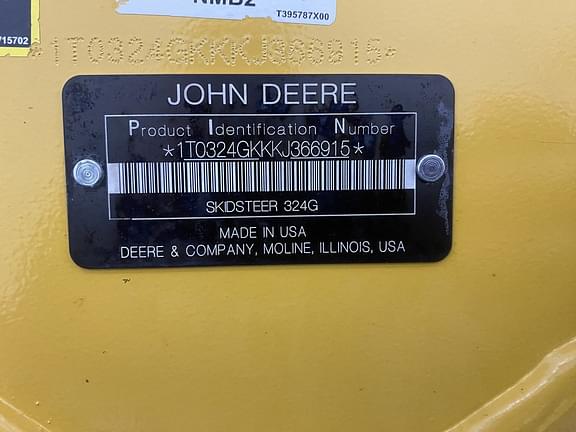 NMB2
T395787X00
715702
*1T0324GKKKJ366915*
JOHN DEERE
Product Identification Number
*1T0324GKKKJ366915*
SKIDSTEER 324G
MADE IN USA
DEERE & COMPANY, MOLINE, ILLINOIS, USA